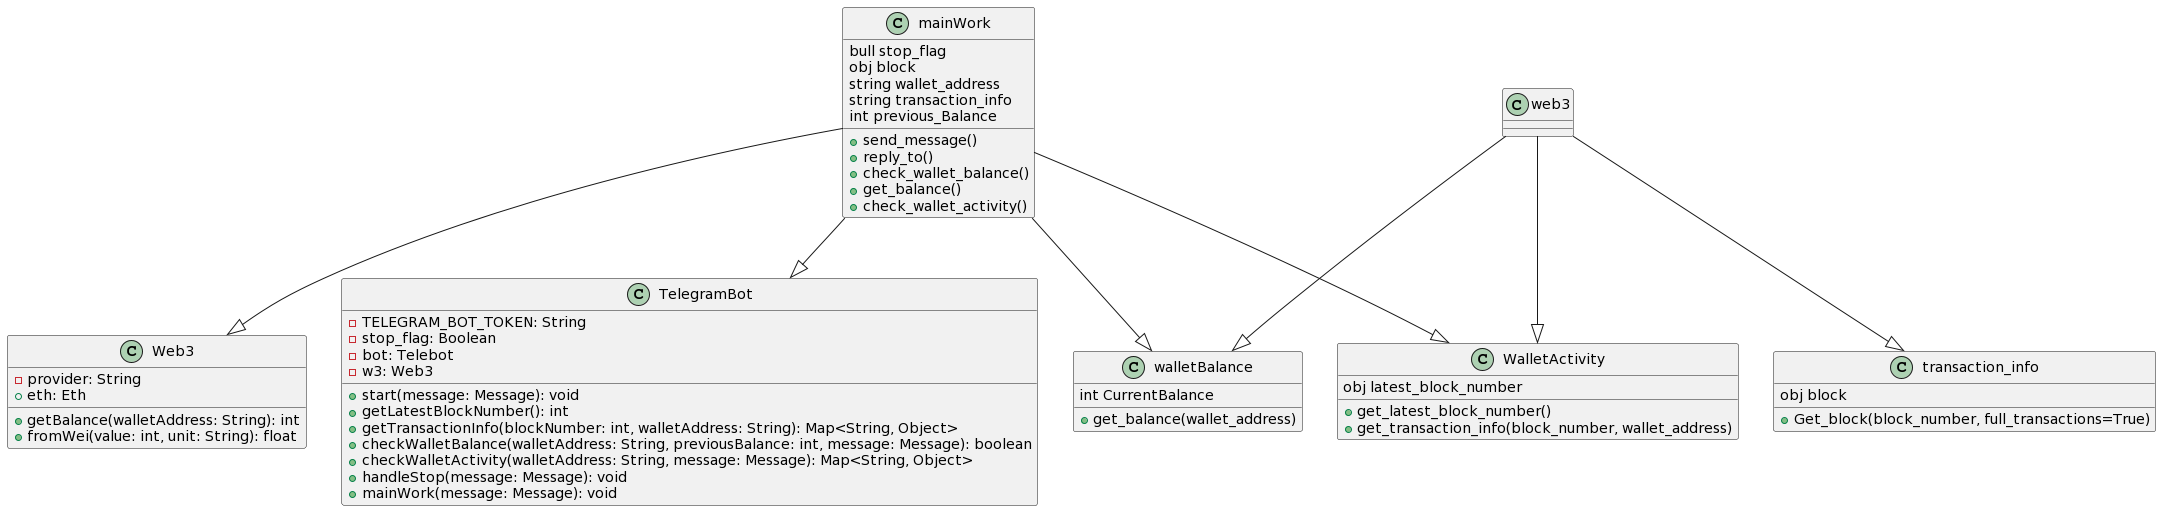 C mainWork
bull stop_flag
obj block
string wallet_address
string transaction_info
int previous_Balance
send_message()
reply_to()
check_wallet_balance()
get_balance()
check_wallet_activity()
C web3
C Web3
provider: String
eth: Eth
getBalance(walletAddress: String): int
fromWei(value: int, unit: String): float
C TelegramBot
TELEGRAM_BOT_TOKEN: String
stop_flag: Boolean
bot: Telebot
w3: Web3
start(message: Message): void
getLatestBlockNumber(): int
getTransactionInfo(blockNumber: int, walletAddress: String): Map<String, Object>
checkWalletBalance(walletAddress: String, previousBalance: int, message: Message): boolean
checkWalletActivity(walletAddress: String, message: Message): Map<String, Object>
handleStop(message: Message): void
mainWork(message: Message): void
C walletBalance
int CurrentBalance
get_balance(wallet_address)
C WalletActivity
obj latest_block_number
get_latest_block_number()
get_transaction_info(block_number, wallet_address)
C transaction_info
obj block
Get_block(block_number, full_transactions=True)